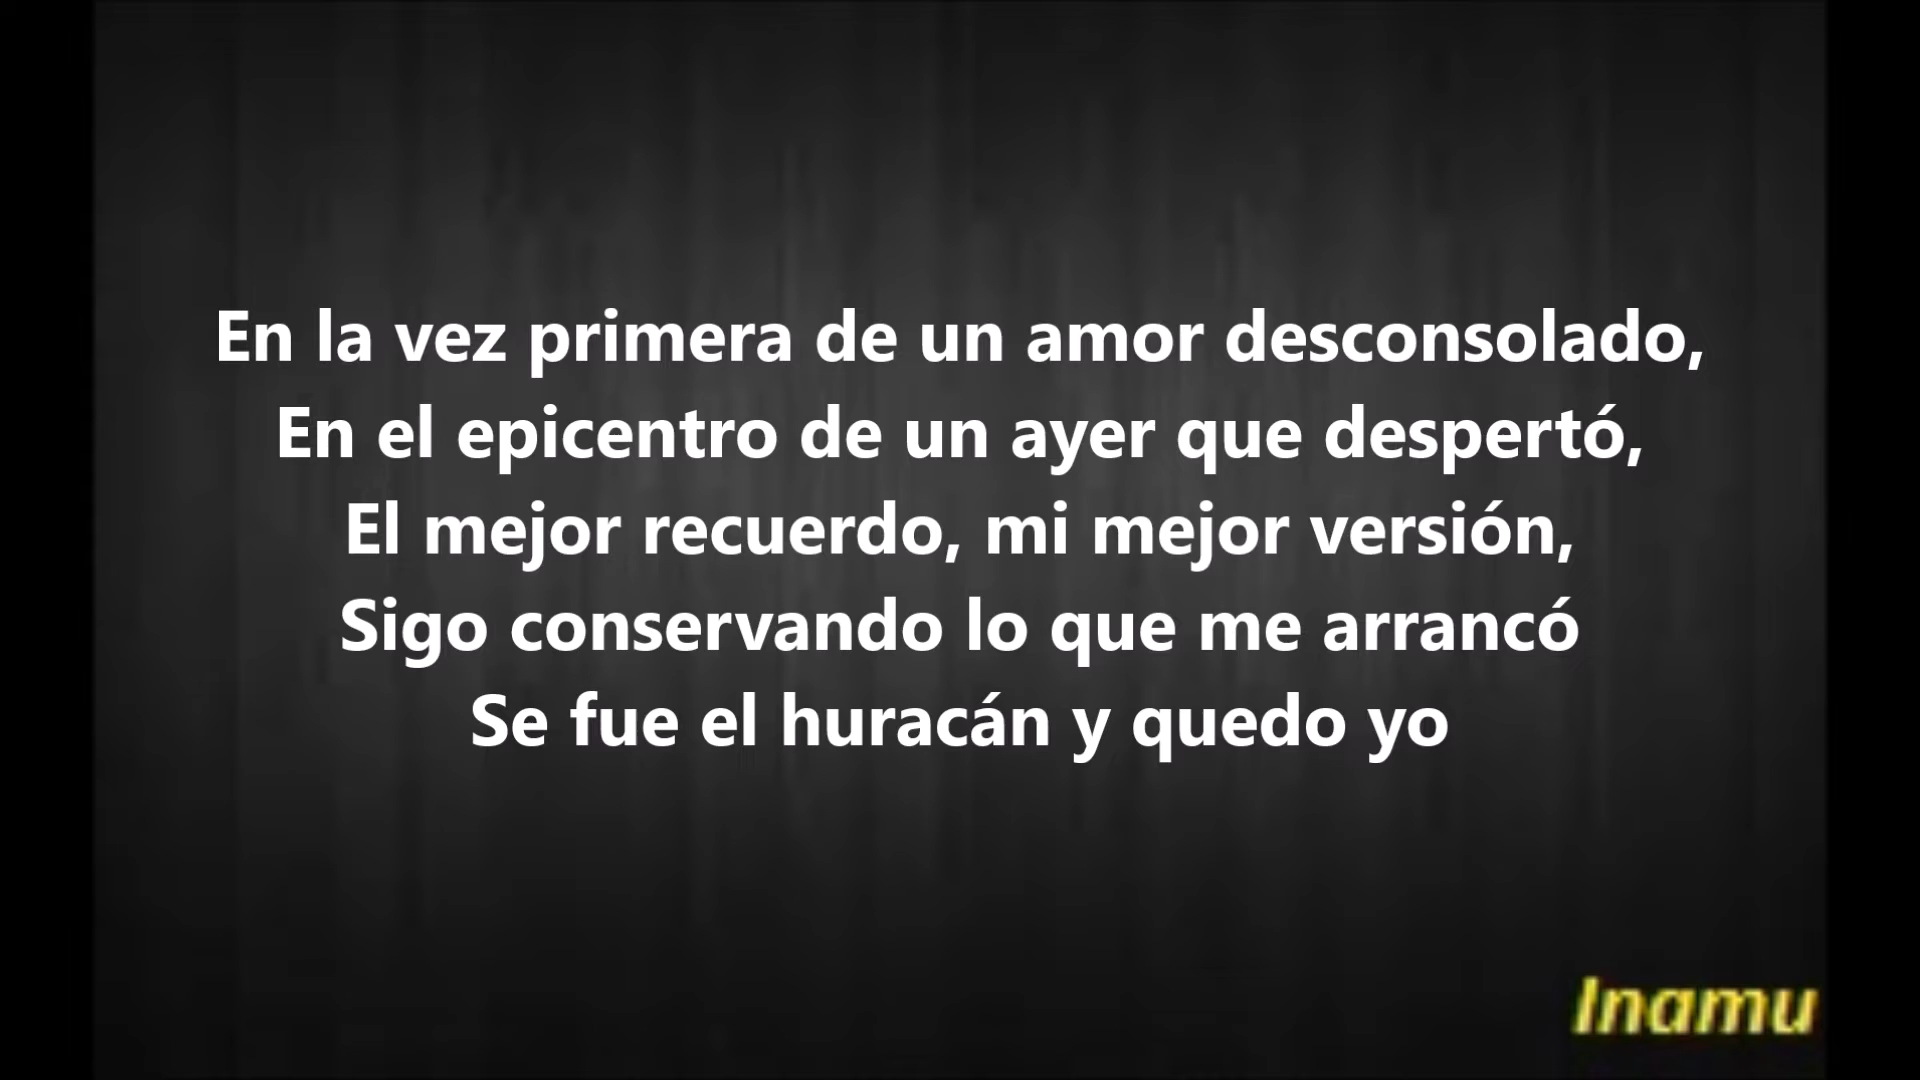 En la vez primera de un amor desconsolado,
En el epicentro de un ayer que despertó,
El mejor recuerdo, mi mejor versión,
Sigo conservando lo que me arrancó
Se fue el huracán y quedo yo
Inamu